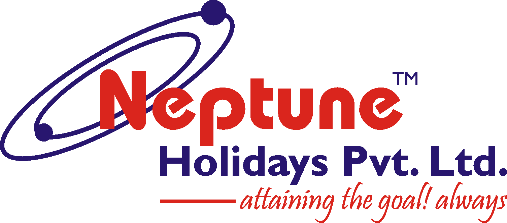 Neptune™
Holidays Pvt. Ltd.
attaining the goal! always